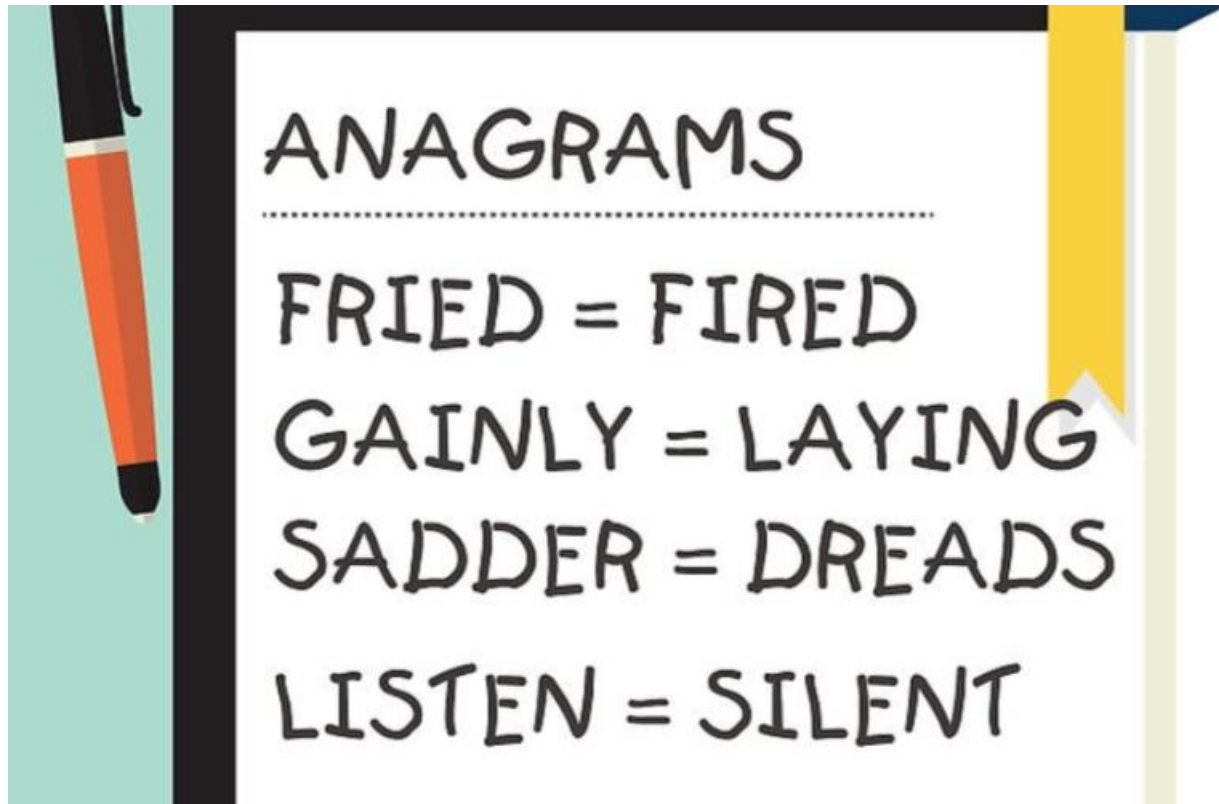 ANAGRAMS
FRIED = FIRED
GAINLY = LAYING
SADDER = DREADS
LISTEN = SILENT